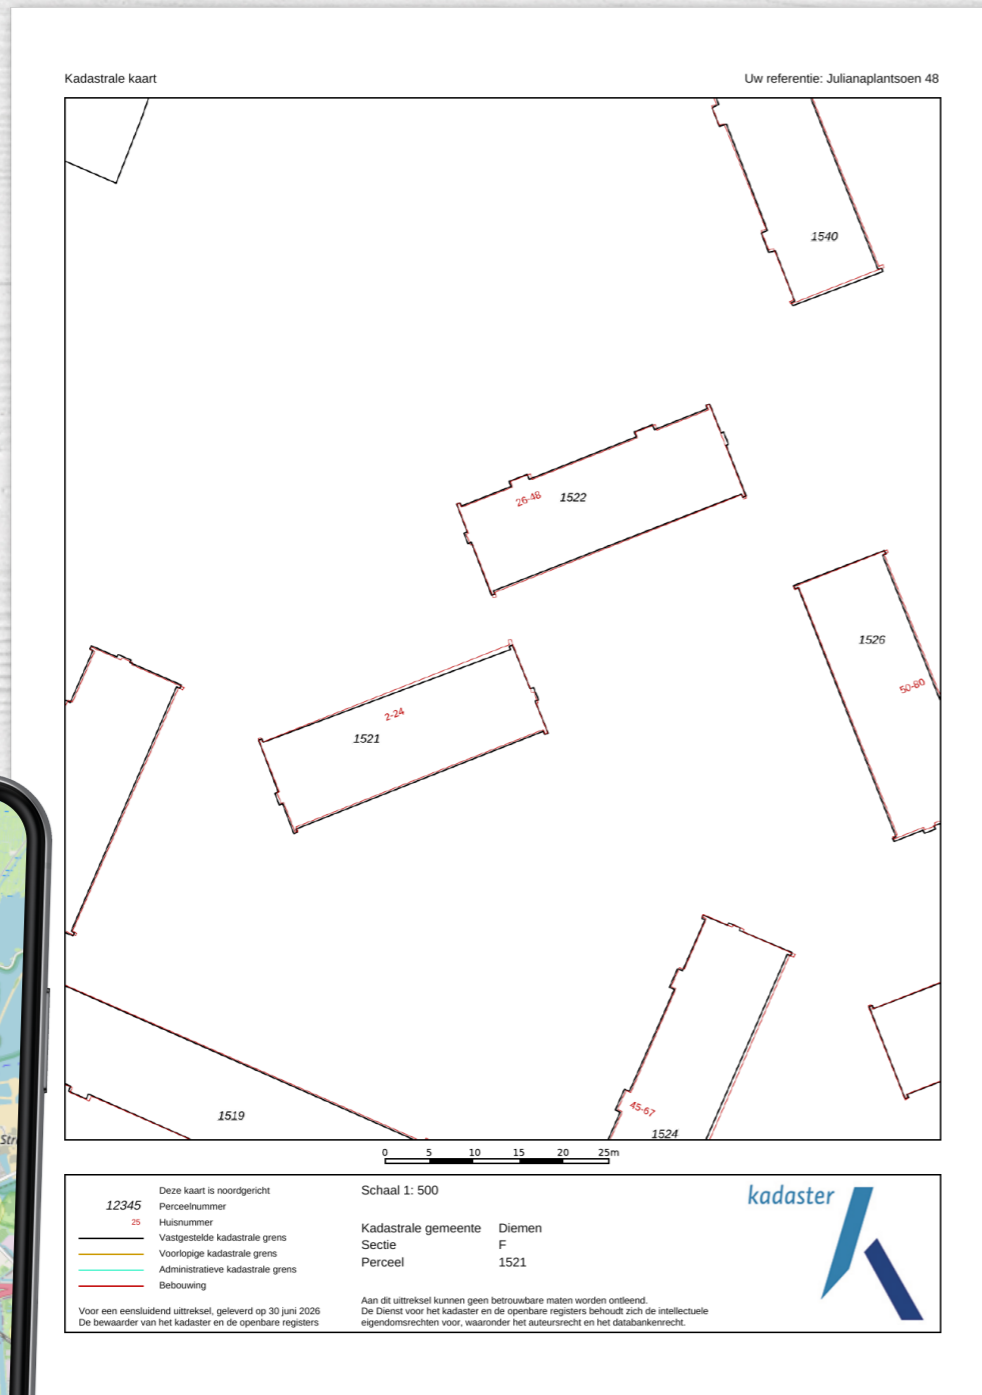 Kadastrale kaart
Uw referentie: Julianaplantsoen 48
1540
26-48
1522
1526
50-80
2-24
1521
45-67
1519
1524
0 5 10 15 20 25m
Deze kaart is noordgericht
12345 Perceelnummer
25 Huisnummer
Vastgestelde kadastrale grens
Voorlopige kadastrale grens
Administratieve kadastrale grens
Bebouwing
Voor een eensluidend uittreksel, geleverd op 30 juni 2026
De bewaarder van het kadaster en de openbare registers
Schaal 1: 500
Kadastrale gemeente Diemen
Sectie F
Perceel 1521
Aan dit uittreksel kunnen geen betrouwbare maten worden ontleend.
De Dienst voor het kadaster en de openbare registers behoudt zich de intellectuele
eigendomsrechten voor, waaronder het auteursrecht en het databankenrecht.
kadaster